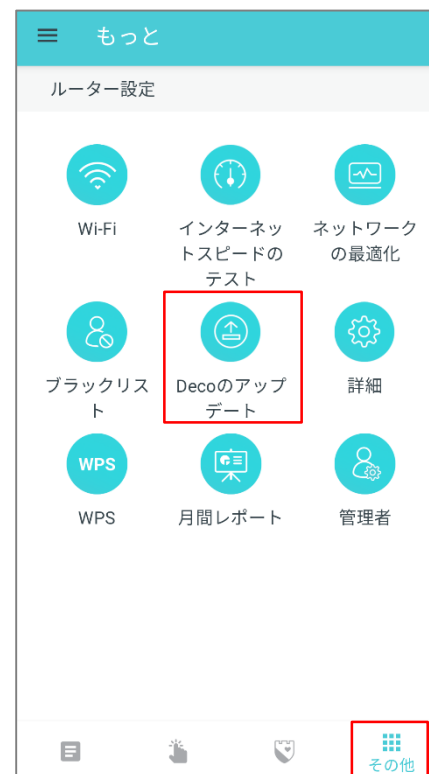 もっと
ルーター設定
Wi-Fi
インターネッ
トスピードの
テスト
ネットワーク
の最適化
ブラックリス
ト
Decoのアップ
デート
詳細
WPS
WPS
月間レポート
管理者
その他